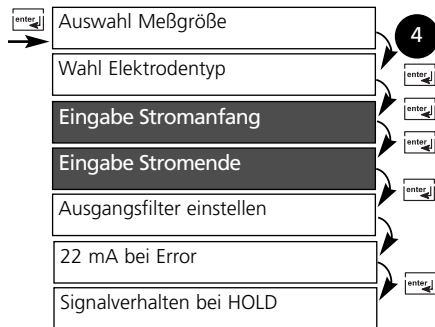 enter
Auswahl Meßgröße
4
Wahl Elektrodentyp
enter
Eingabe Stromanfang
enter
enter
Eingabe Stromende
enter
Ausgangsfilter einstellen
22 mA bei Error
enter
Signalverhalten bei HOLD